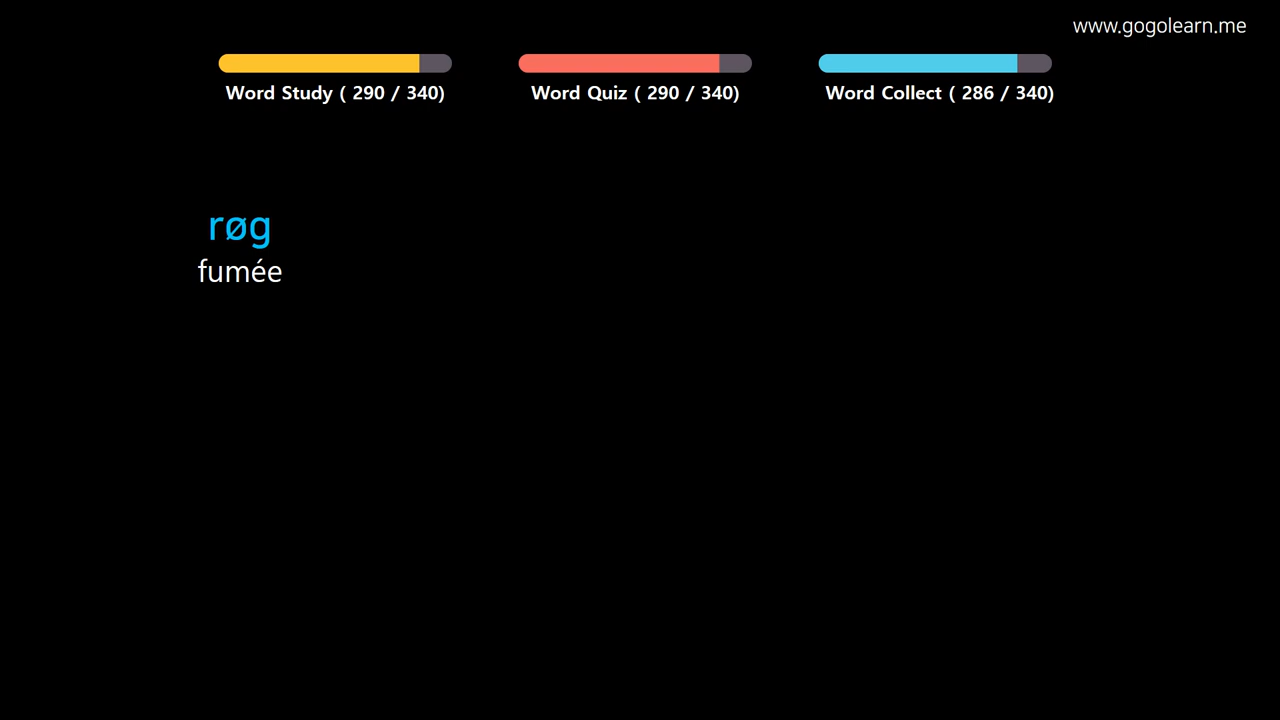 www.gogolearn.me
Word Study ( 290 / 340)
Word Quiz ( 290 / 340)
Word Collect ( 286 / 340)
røg
fumée